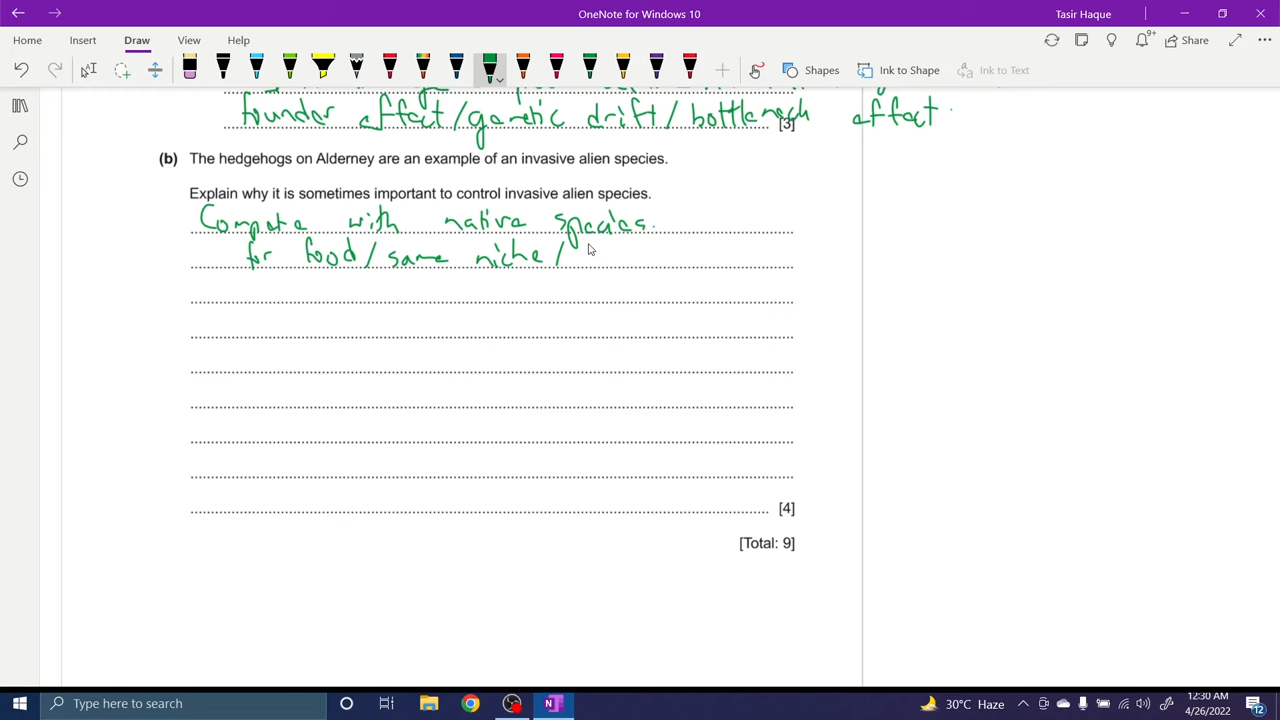 OneNote for Windows 10
Tasir Haque
Home Insert Draw View Help
Share
Shapes
Ink to Shape
Ink to Text
founder affect/genetic drift/bottleneck affect.
[3]
(b) The hedgehogs on Alderney are an example of an invasive alien species.
Explain why it is sometimes important to control invasive alien species.
Compete with native species.
for food/same niche/
[4]
[Total: 9]
Type here to search
30°C Haze
12:30 AM
4/26/2022
12